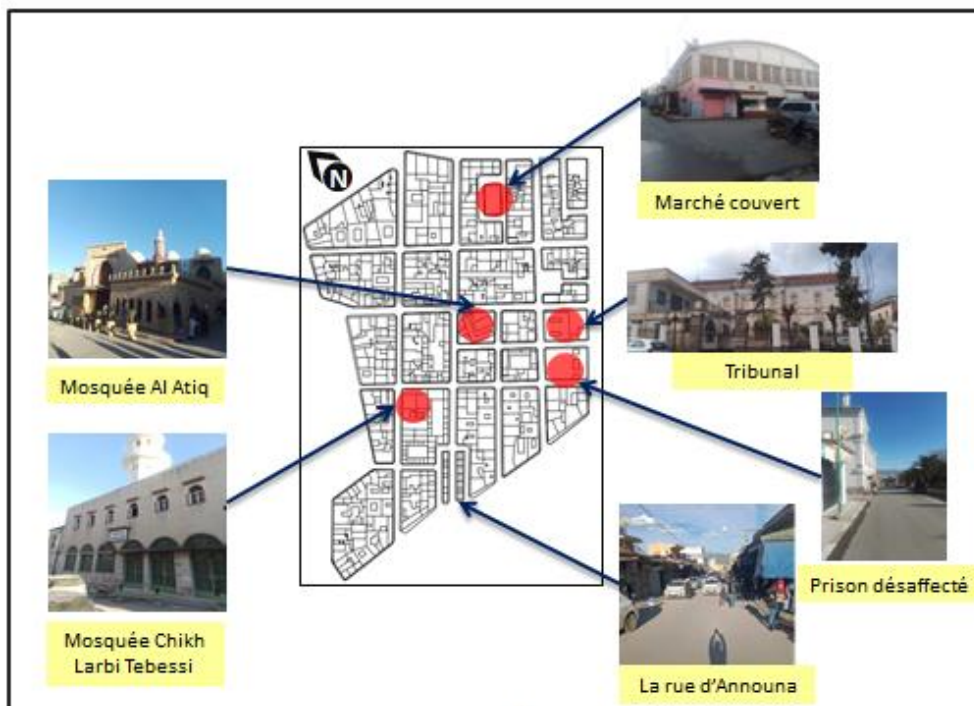 Marché couvert
N
Mosquée Al Atiq
Tribunal
Prison désaffecté
Mosquée Chikh
Larbi Tebessi
La rue d'Announa